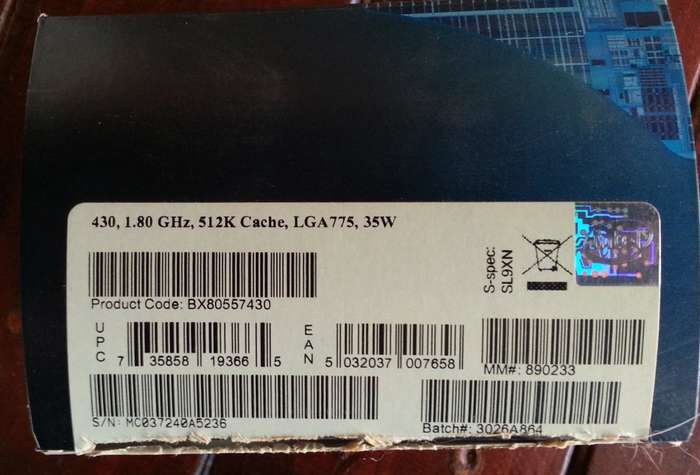 430, 1.80 GHz, 512K Cache, LGA775, 35W
S-spec:
SL9XN
Product Code: BX80557430
UPC
7 35858 19366 5
EAN
5 032037 007658
MM#: 890233
S/N: MC037240A5236
Batch#: 3026A864